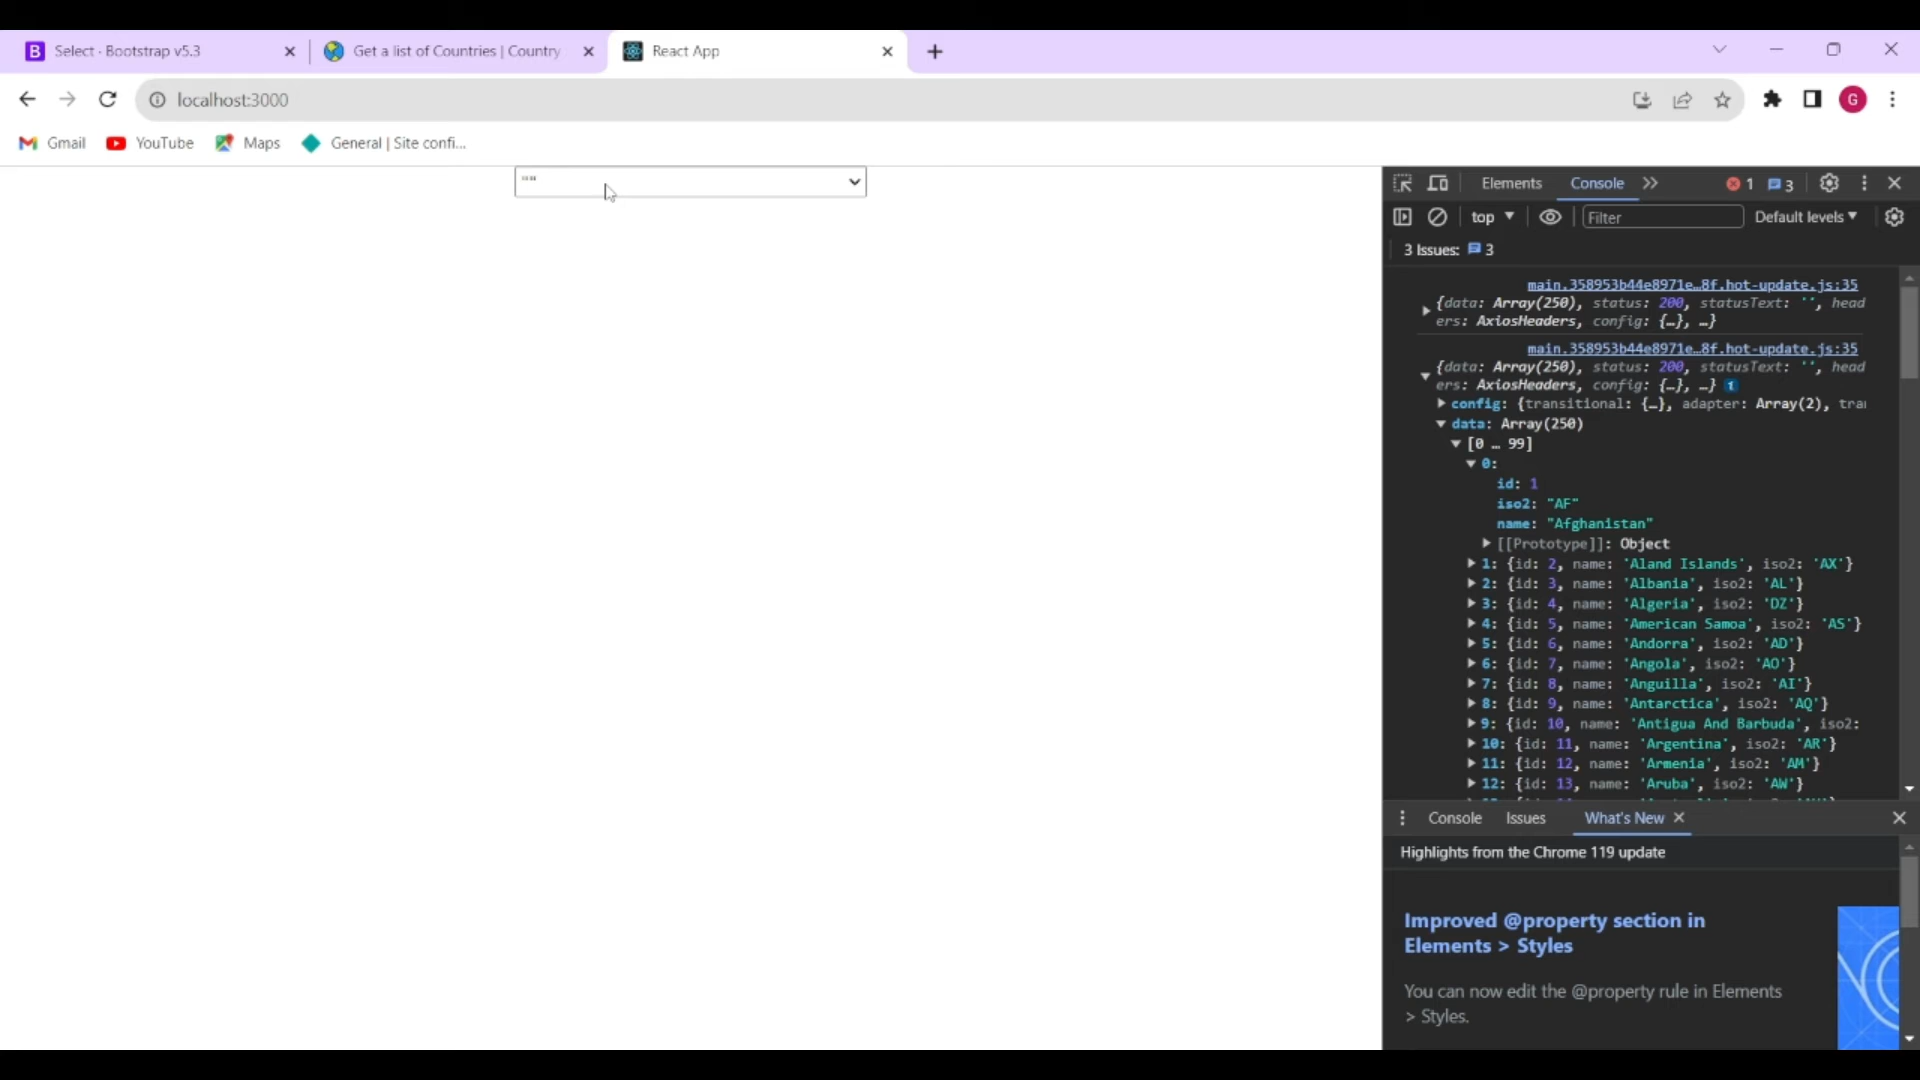 B Select · Bootstrap v5.3
Get a list of Countries | Country
React App
localhost:3000
G
Gmail
YouTube
Maps
General | Site confi...
""
Elements
Console
1
3
top
Filter
Default levels
3 Issues: 3
main.358953b44e8971e…8f.hot-update.js:35
{data: Array(250), status: 200, statusText: '', head
ers: AxiosHeaders, config: {…}, …}
main.358953b44e8971e…8f.hot-update.js:35
{data: Array(250), status: 200, statusText: '', head
ers: AxiosHeaders, config: {…}, …} i
config: {transitional: {…}, adapter: Array(2), tra
data: Array(250)
[0 … 99]
0:
id: 1
iso2: "AF"
name: "Afghanistan"
[[Prototype]]: Object
1: {id: 2, name: 'Aland Islands', iso2: 'AX'}
2: {id: 3, name: 'Albania', iso2: 'AL'}
3: {id: 4, name: 'Algeria', iso2: 'DZ'}
4: {id: 5, name: 'American Samoa', iso2: 'AS'}
5: {id: 6, name: 'Andorra', iso2: 'AD'}
6: {id: 7, name: 'Angola', iso2: 'AO'}
7: {id: 8, name: 'Anguilla', iso2: 'AI'}
8: {id: 9, name: 'Antarctica', iso2: 'AQ'}
9: {id: 10, name: 'Antigua And Barbuda', iso2:
10: {id: 11, name: 'Argentina', iso2: 'AR'}
11: {id: 12, name: 'Armenia', iso2: 'AM'}
12: {id: 13, name: 'Aruba', iso2: 'AW'}
Console
Issues
What's New
Highlights from the Chrome 119 update
Improved @property section in
Elements > Styles
You can now edit the @property rule in Elements
> Styles.